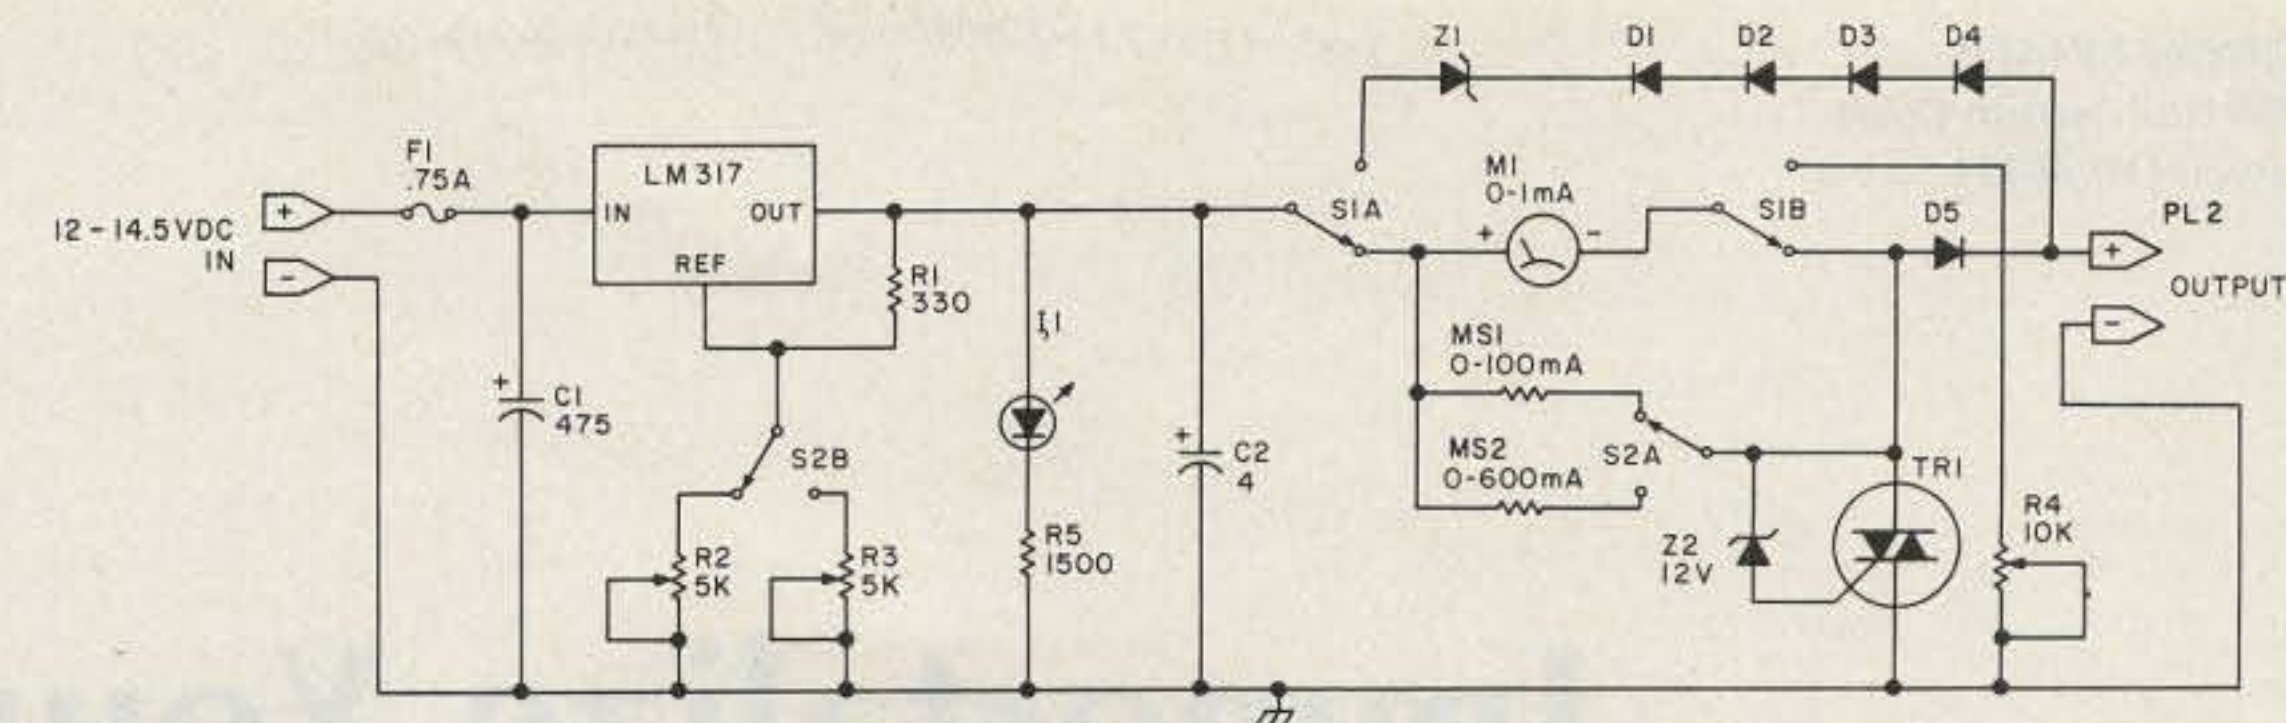 Z1
D1
D2
D3
D4
F1
.75A
LM317
M1
0-1mA
+
12-14.5VDC
IN
-
IN
OUT
REF
S1A
+
-
S1B
D5
PL2
+
OUTPUT
-
R1
330
I1
MS1
0-100mA
+
C1
475
S2B
+
C2
4
MS2
0-600mA
S2A
TR1
R2
5K
R3
5K
R5
1500
Z2
12V
R4
10K